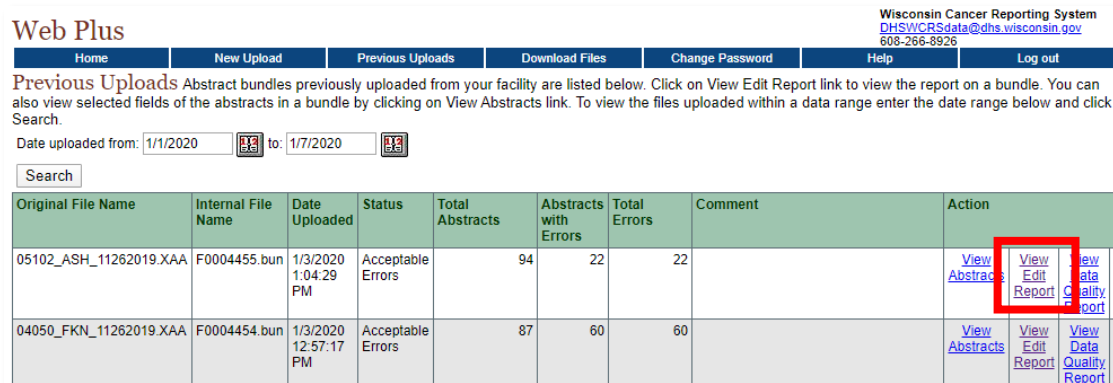 Web Plus
Wisconsin Cancer Reporting System
DHSWCRSdata@dhs.wisconsin.gov
608-266-8926
Home New Upload Previous Uploads Download Files Change Password Help Log out
Previous Uploads Abstract bundles previously uploaded from your facility are listed below. Click on View Edit Report link to view the report on a bundle. You can
also view selected fields of the abstracts in a bundle by clicking on View Abstracts link. To view the files uploaded within a data range enter the date range below and click
Search.
Date uploaded from: 1/1/2020 to: 1/7/2020
Search
Original File Name Internal File Name Date Uploaded Status Total Abstracts Abstracts with Errors Total Errors Comment Action
05102_ASH_11262019.XAA F0004455.bun 1/3/2020 1:04:29 PM Acceptable Errors 94 22 22 View Abstracts View Edit Report View Data Quality Report
04050_FKN_11262019.XAA F0004454.bun 1/3/2020 12:57:17 PM Acceptable Errors 87 60 60 View Abstracts View Edit Report View Data Quality Report